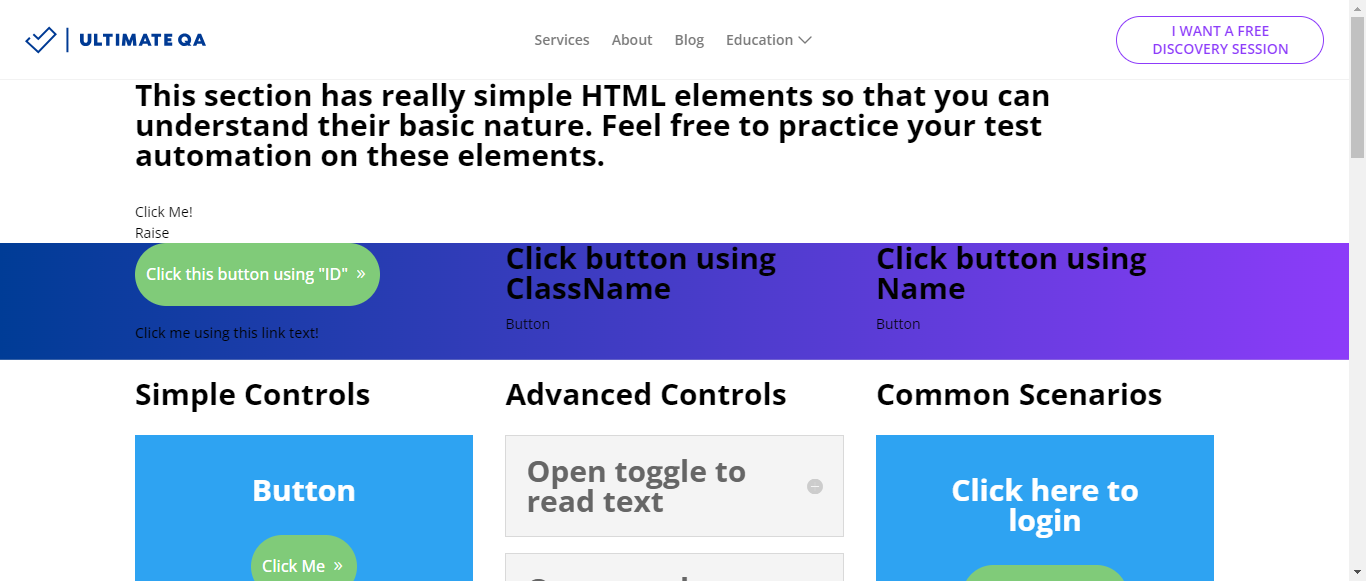 ULTIMATE QA
Services
About
Blog
Education
I WANT A FREE
DISCOVERY SESSION
This section has really simple HTML elements so that you can
understand their basic nature. Feel free to practice your test
automation on these elements.
Click Me!
Raise
Click this button using "ID" »
Click me using this link text!
Click button using
ClassName
Button
Click button using
Name
Button
Simple Controls
Button
Click Me »
Advanced Controls
Open toggle to
read text
Common Scenarios
Click here to
login